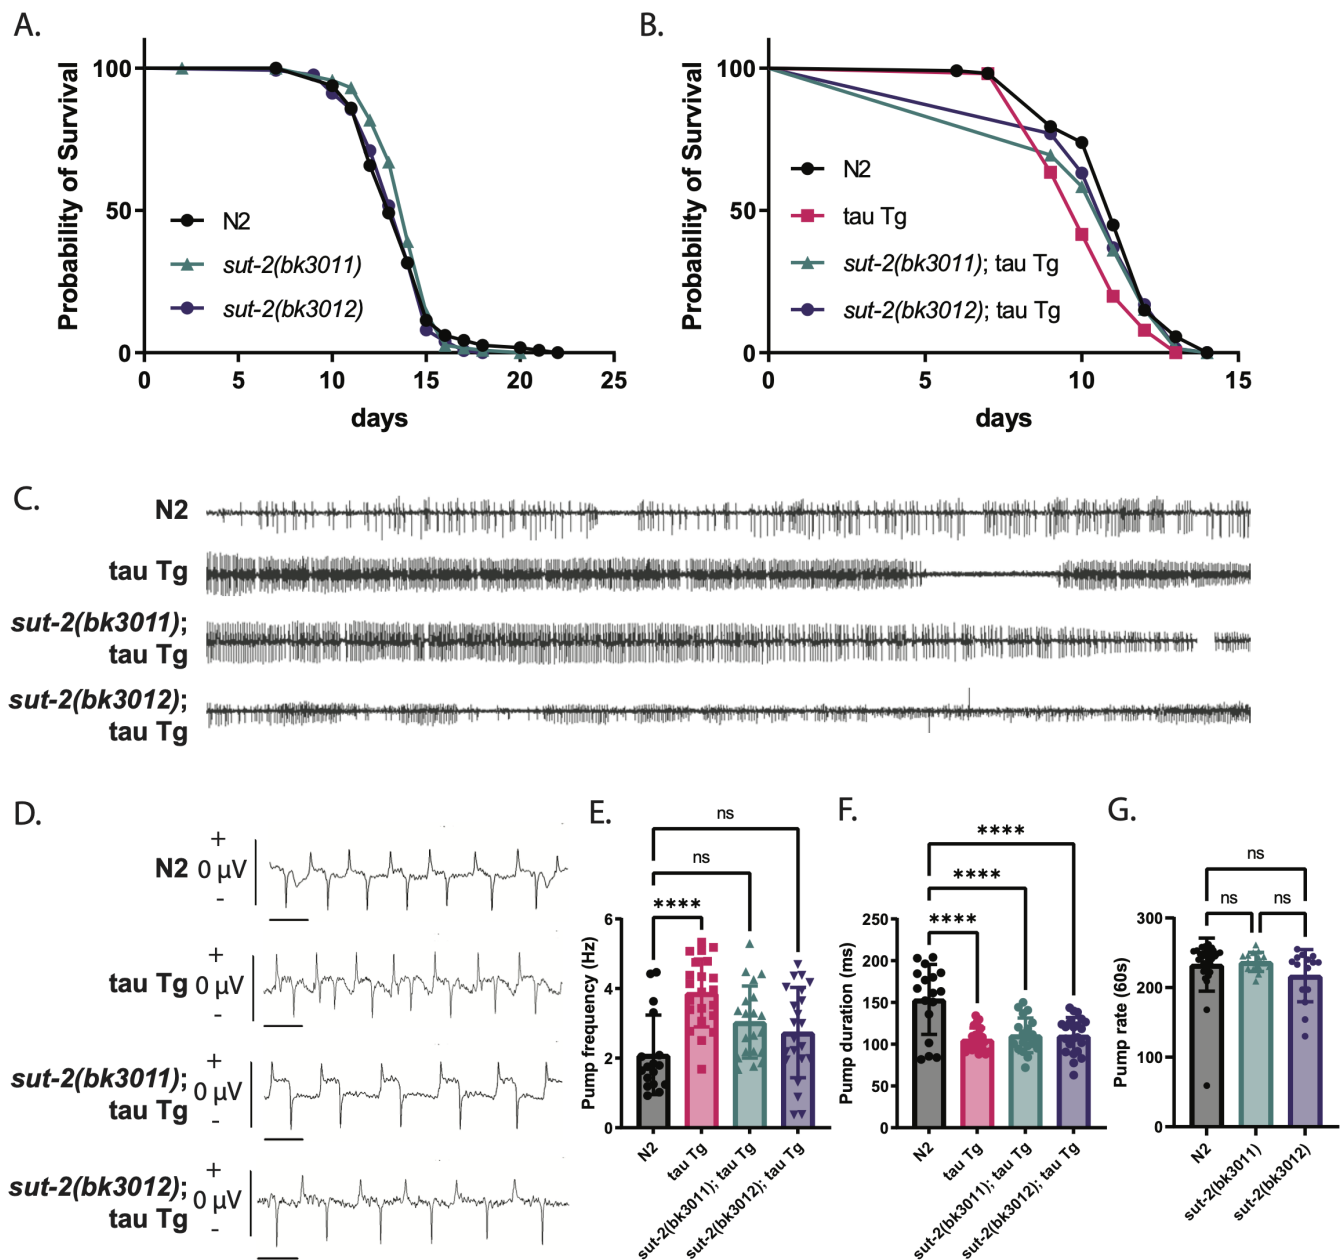 A.
Probability of Survival
100
50
0
N2
sut-2(bk3011)
sut-2(bk3012)
0 5 10 15 20 25
days
B.
Probability of Survival
100
50
0
N2
tau Tg
sut-2(bk3011); tau Tg
sut-2(bk3012); tau Tg
0 5 10 15
days
C.
N2
tau Tg
sut-2(bk3011);
tau Tg
sut-2(bk3012);
tau Tg
D.
+
N2 0 µV
-
+
tau Tg 0 µV
-
+
sut-2(bk3011); 0 µV
tau Tg
-
+
sut-2(bk3012); 0 µV
tau Tg
-
E.
ns
ns
****
Pump frequency (Hz)
6
4
2
0
N2
tau Tg
sut-2(bk3011); tau Tg
sut-2(bk3012); tau Tg
F.
****
****
****
Pump duration (ms)
250
200
150
100
50
0
N2
tau Tg
sut-2(bk3011); tau Tg
sut-2(bk3012); tau Tg
G.
ns
ns ns
Pump rate (60s)
300
200
100
0
N2
sut-2(bk3011)
sut-2(bk3012)